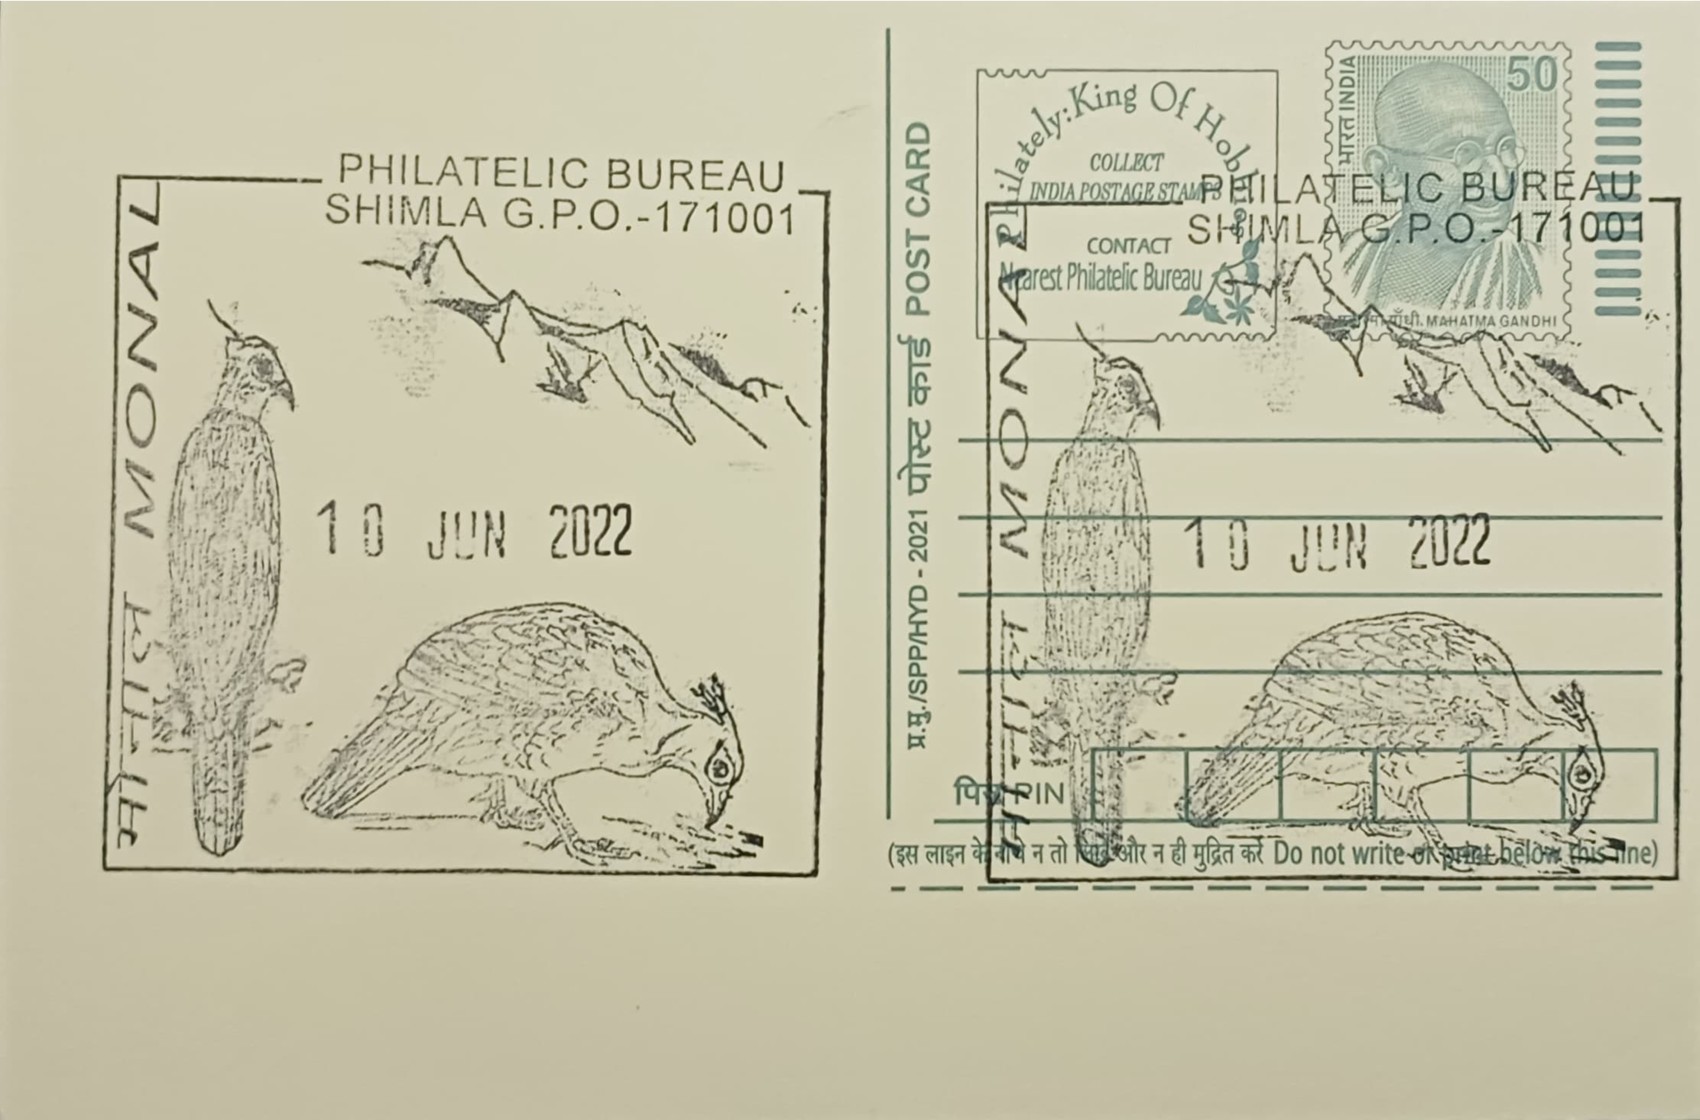 PHILATELIC BUREAU
SHIMLA G.P.O.-171001
मोनाल MONAL
10 JUN 2022
प्र.मु./SPP/HYD - 2021 पोस्ट कार्ड POST CARD
Philately:King Of Hobbies
COLLECT
INDIA POSTAGE STAMPS
CONTACT
Nearest Philatelic Bureau
भारत INDIA
50
महात्मा गाँधी. MAHATMA GANDHI
PHILATELIC BUREAU
SHIMLA G.P.O.-171001
मोनाल MONAL
10 JUN 2022
पिन PIN
(इस लाइन के नीचे न तो लिखें और न ही मुद्रित करें Do not write or print below this line)